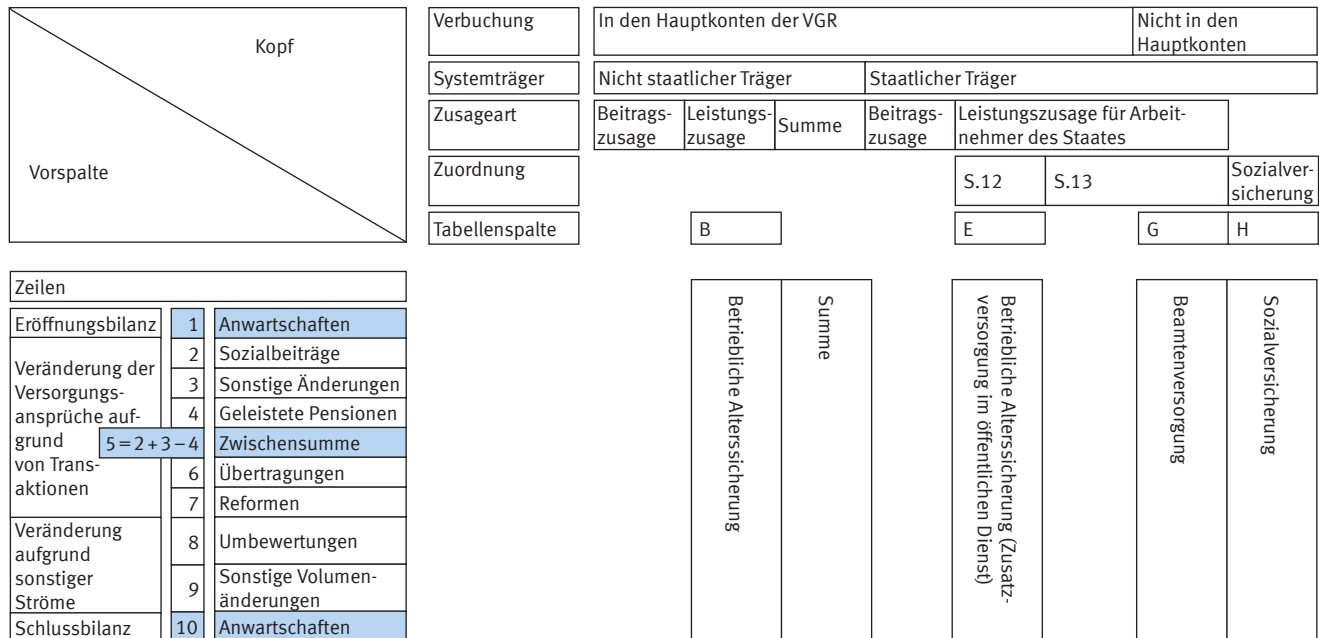 Kopf
Vorspalte
Verbuchung
In den Hauptkonten der VGR
Nicht in den
Hauptkonten
Systemträger
Nicht staatlicher Träger
Staatlicher Träger
Zusageart
Beitrags-
zusage
Leistungs-
zusage
Summe
Beitrags-
zusage
Leistungszusage für Arbeit-
nehmer des Staates
Zuordnung
S.12
S.13
Sozialver-
sicherung
Tabellenspalte
B
E
G
H
Zeilen
Eröffnungsbilanz
1
Anwartschaften
Veränderung der
Versorgungs-
ansprüche auf-
grund
von Trans-
aktionen
2
Sozialbeiträge
3
Sonstige Änderungen
4
Geleistete Pensionen
5 = 2 + 3 – 4
Zwischensumme
6
Übertragungen
7
Reformen
Veränderung
aufgrund
sonstiger
Ströme
8
Umbewertungen
9
Sonstige Volumen-
änderungen
Schlussbilanz
10
Anwartschaften
Betriebliche Alterssicherung
Summe
Betriebliche Alterssicherung (Zusatz-
versorgung im öffentlichen Dienst)
Beamtenversorgung
Sozialversicherung